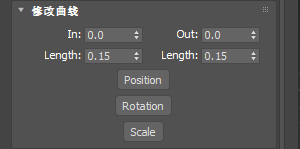 修改曲线
In: 0.0 Out: 0.0
Length: 0.15 Length: 0.15
Position
Rotation
Scale